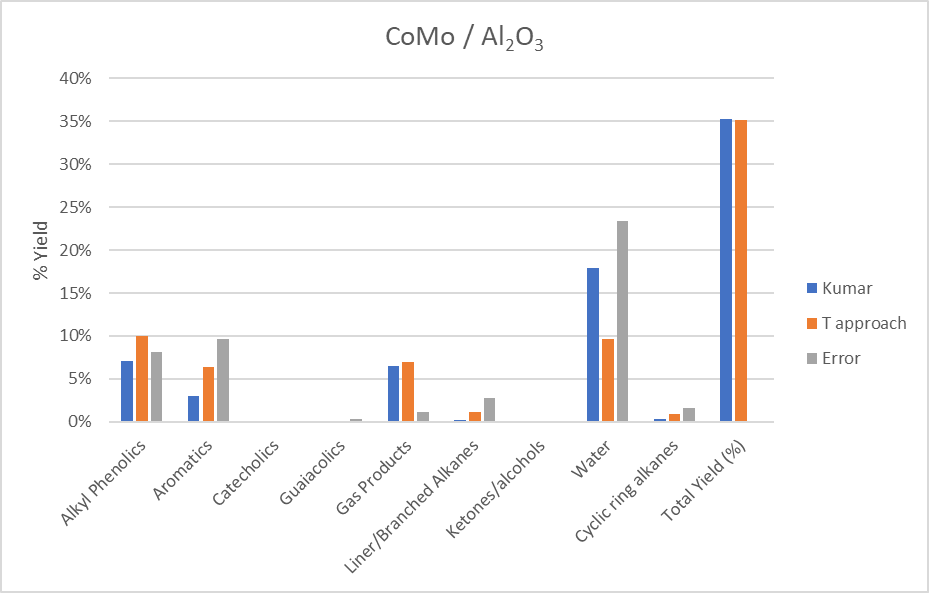 CoMo / Al₂O₃
40%
35%
30%
25%
20%
15%
10%
5%
0%
% Yield
Alkyl Phenolics
Aromatics
Catecholics
Guaiacolics
Gas Products
Liner/Branched Alkanes
Ketones/alcohols
Water
Cyclic ring alkanes
Total Yield (%)
Kumar
T approach
Error